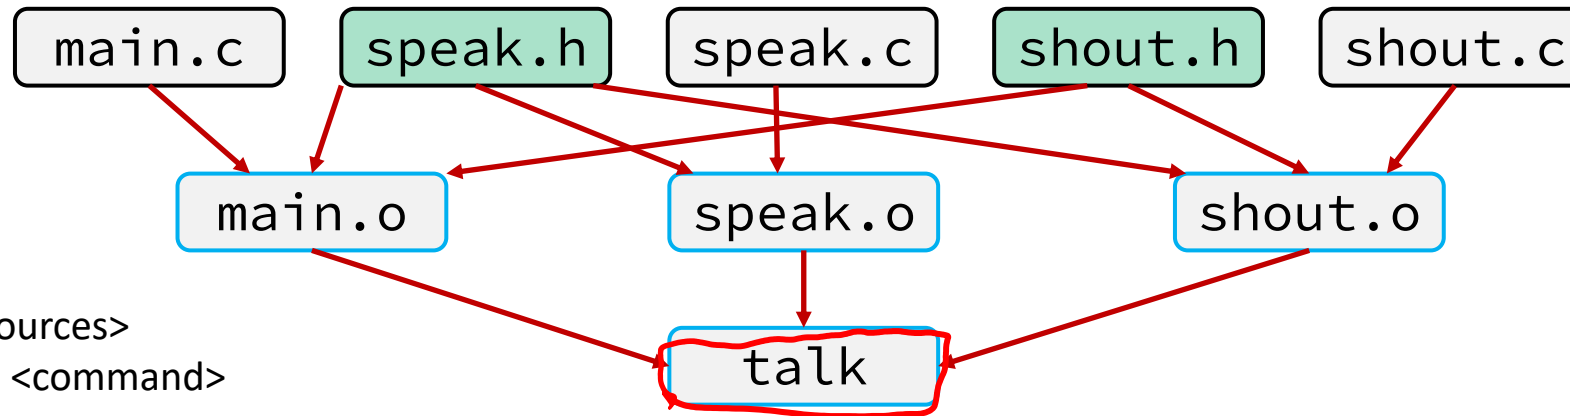 main.c speak.h speak.c shout.h shout.c
main.o speak.o shout.o
ources>
talk
<command>